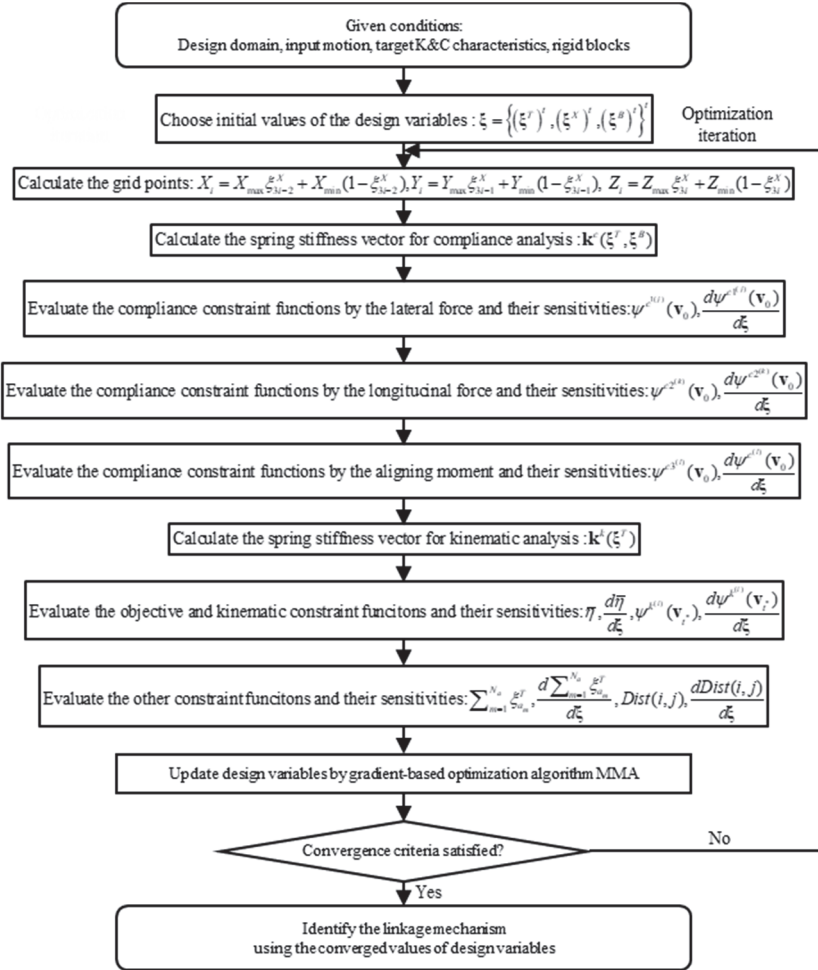 Given conditions:
Design domain, input motion, target K&C characteristics, rigid blocks
Choose initial values of the design variables : ξ = {(ξ^T)^t, (ξ^X)^t, (ξ^B)^t}^t
Optimization
iteration
Calculate the grid points: X_i = X_max ξ^X_{3i-2} + X_min (1-ξ^X_{3i-2}), Y_i = Y_max ξ^X_{3i-1} + Y_min (1-ξ^X_{3i-1}), Z_i = Z_max ξ^X_{3i} + Z_min (1-ξ^X_{3i})
Calculate the spring stiffness vector for compliance analysis : k^c(ξ^T, ξ^B)
Evaluate the compliance constraint functions by the lateral force and their sensitivities: ψ^{c1(j)}(v_0), dψ^{c1(j)}(v_0)/dξ
Evaluate the compliance constraint functions by the longitucinal force and their sensitivities: ψ^{c2(k)}(v_0), dψ^{c2(k)}(v_0)/dξ
Evaluate the compliance constraint functions by the aligning moment and their sensitivities: ψ^{c3(l)}(v_0), dψ^{c(l)}(v_0)/dξ
Calculate the spring stiffness vector for kinematic analysis : k^k(ξ^T)
Evaluate the objective and kinematic constraint funcitons and their sensitivities: η̅, dη̅/dξ, ψ^{k(i)}(v_{t*}), dψ^{k(i)}(v_{t*})/dξ
Evaluate the other constraint funcitons and their sensitivities: ∑_{m=1}^{N_a} ξ^T_{a_m}, d∑_{m=1}^{N_a} ξ^T_{a_m}/dξ, Dist(i, j), dDist(i, j)/dξ
Update design variables by gradient-based optimization algorithm MMA
Convergence criteria satisfied?
No
Yes
Identify the linkage mechanism
using the converged values of design variables